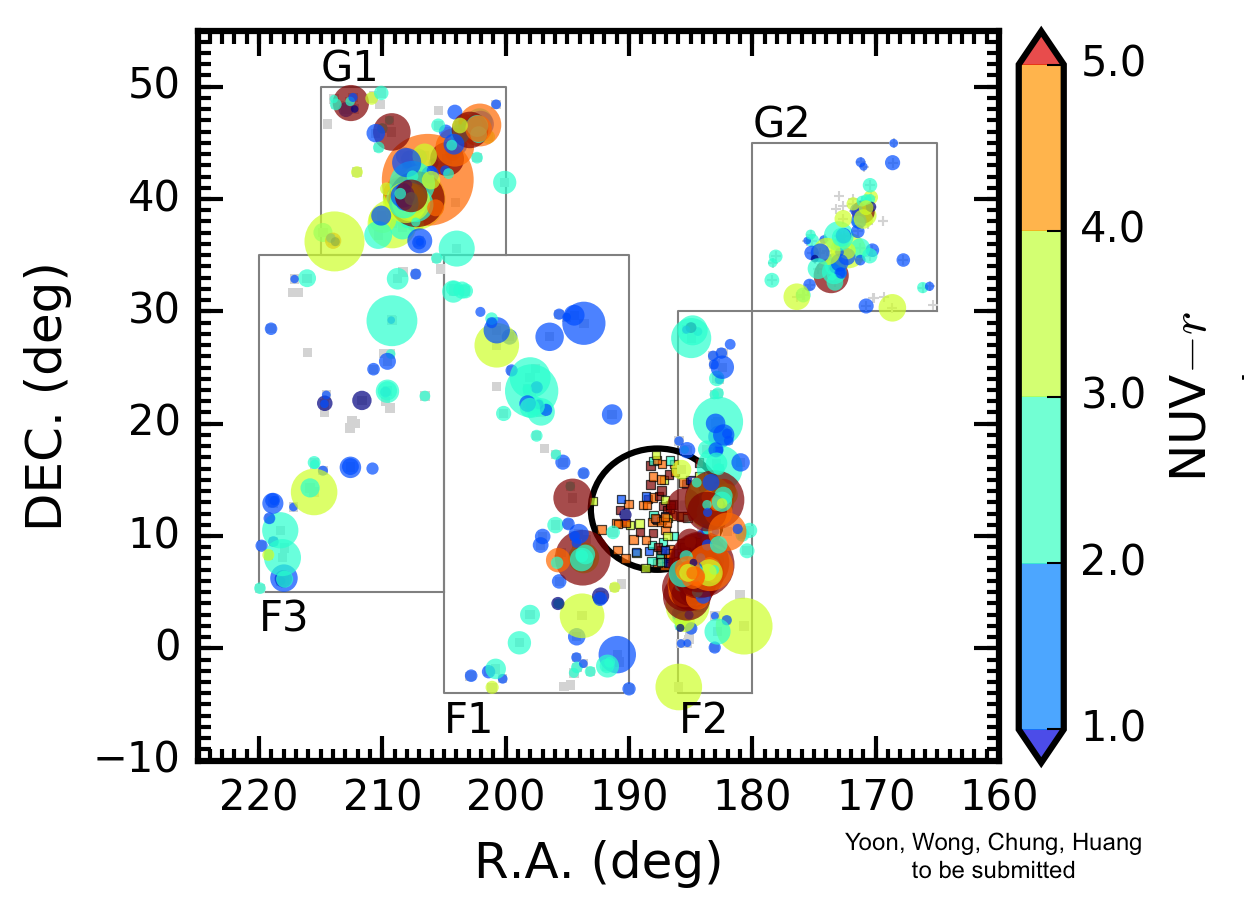 G1
G2
F3
F1
F2
50
40
30
20
10
0
−10
DEC. (deg)
220
210
200
190
180
170
160
R.A. (deg)
5.0
4.0
3.0
2.0
1.0
NUV−r
Yoon, Wong, Chung, Huang
to be submitted